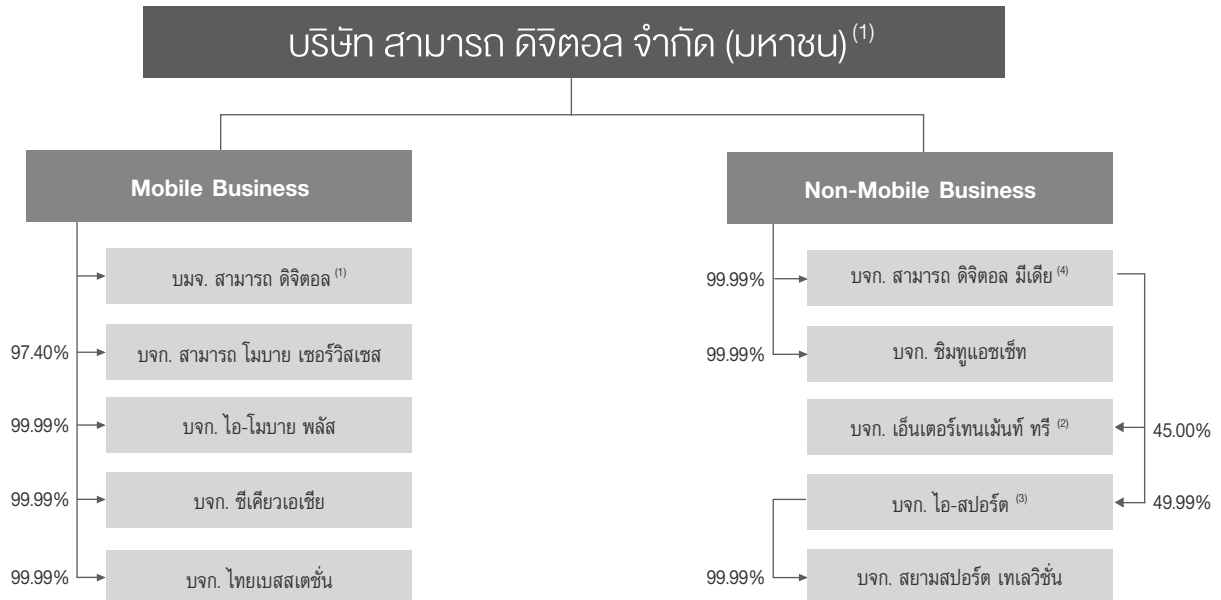 บริษัท สามารถ ดิจิตอล จำกัด (มหาชน) (1)
Mobile Business
บมจ. สามารถ ดิจิตอล (1)
97.40%
บจก. สามารถ โมบาย เซอร์วิสเซส
99.99%
บจก. ไอ-โมบาย พลัส
99.99%
บจก. ซีเคียวเอเซีย
99.99%
บจก. ไทยเบสสเตชั่น
Non-Mobile Business
99.99%
บจก. สามารถ ดิจิตอล มีเดีย (4)
99.99%
บจก. ซิมทูแอซเซ็ท
บจก. เอ็นเตอร์เทนเม้นท์ ทรี (2)
45.00%
บจก. ไอ-สปอร์ต (3)
49.99%
99.99%
บจก. สยามสปอร์ต เทเลวิชั่น